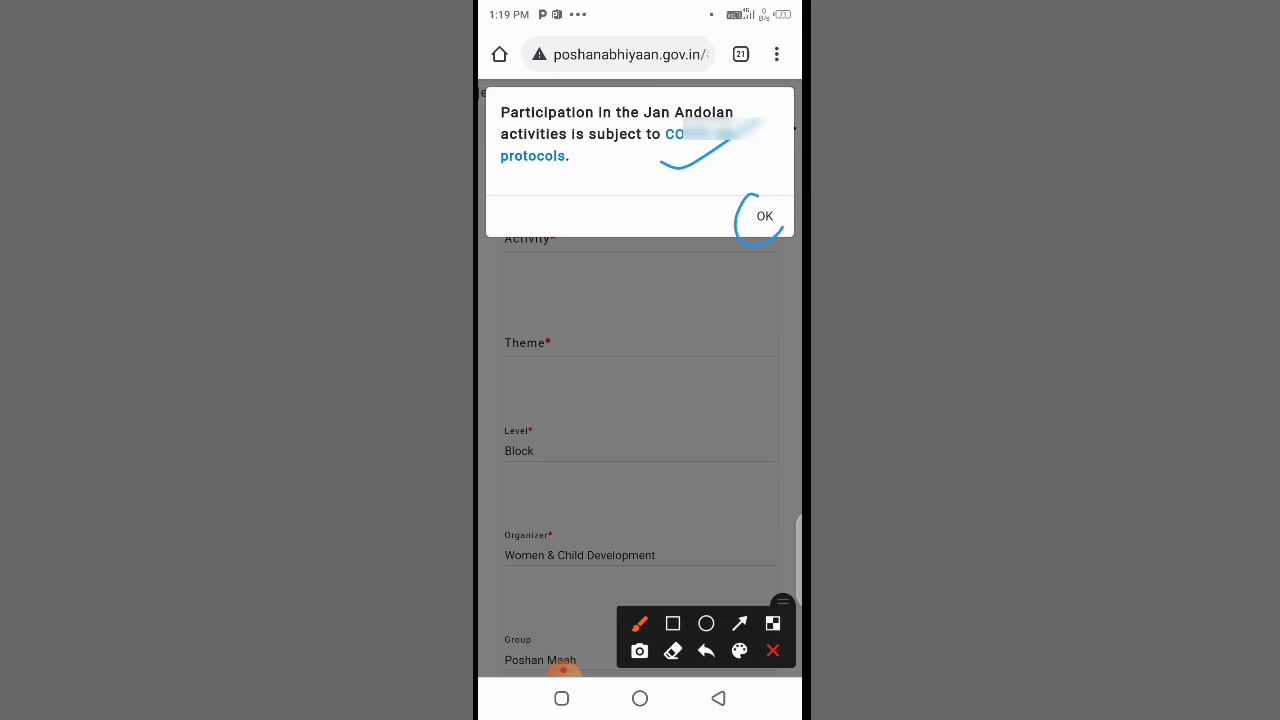 1:19 PM
71
poshanabhiyaan.gov.in/
21
Participation in the Jan Andolan
activities is subject to
protocols.
OK
Activity*
Theme*
Level*
Block
Organizer*
Women & Child Development
Group
Poshan Maah